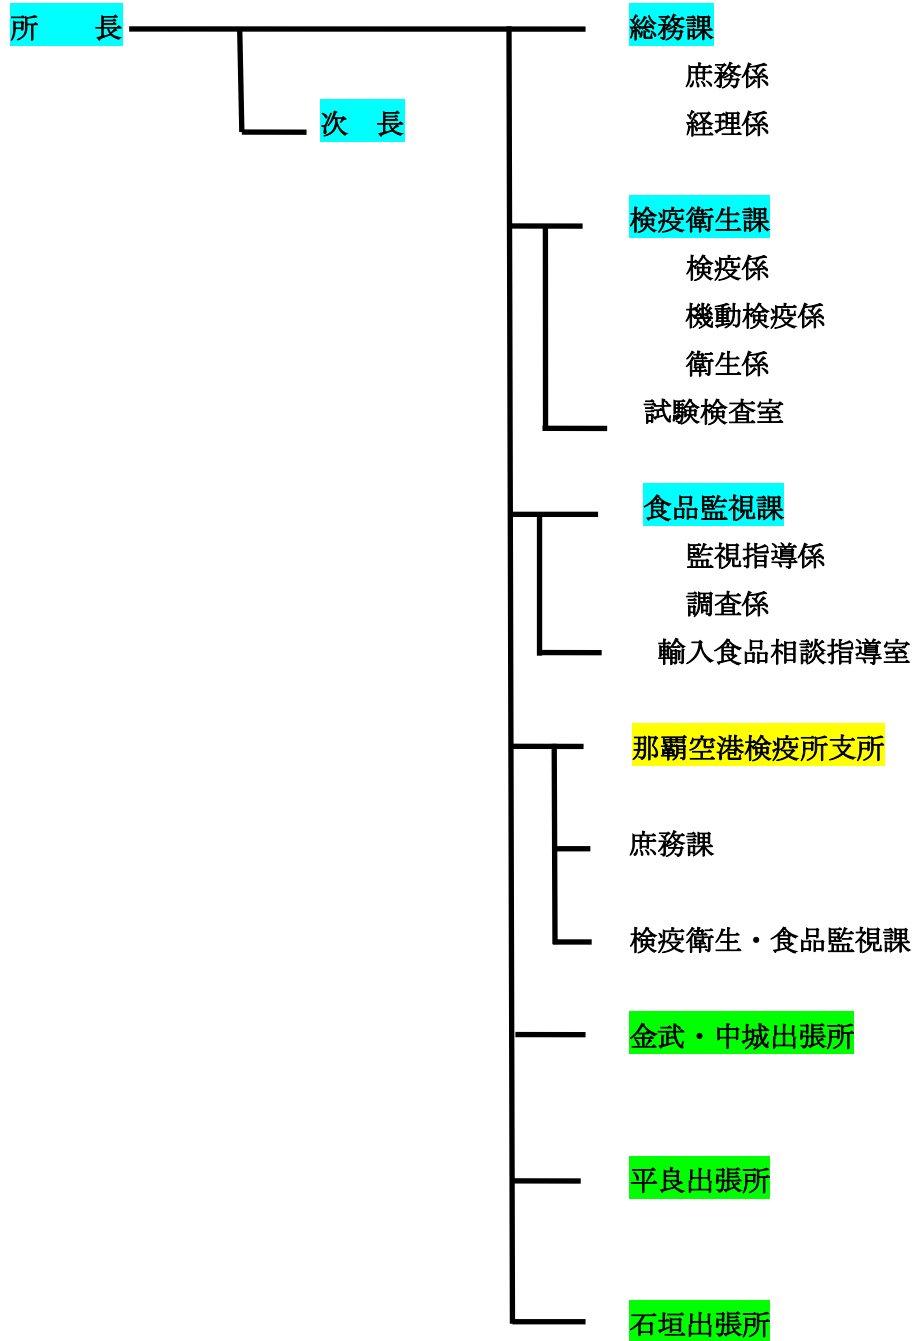 所　　長
総務課
庶務係
次　長
経理係
検疫衛生課
検疫係
機動検疫係
衛生係
試験検査室
食品監視課
監視指導係
調査係
輸入食品相談指導室
那覇空港検疫所支所
庶務課
検疫衛生・食品監視課
金武・中城出張所
平良出張所
石垣出張所